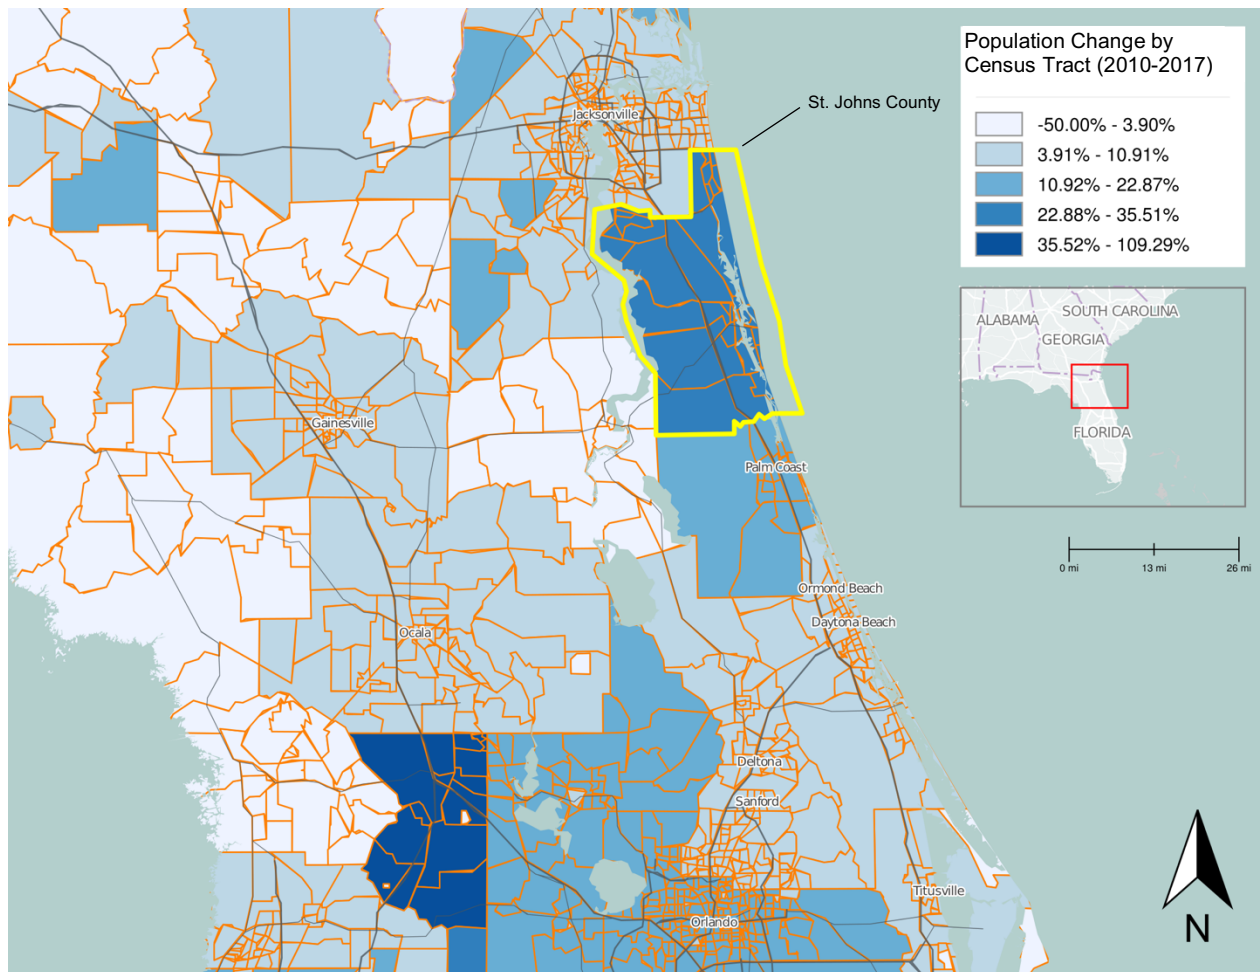 Population Change by
Census Tract (2010-2017)
-50.00% - 3.90%
3.91% - 10.91%
10.92% - 22.87%
22.88% - 35.51%
35.52% - 109.29%
St. Johns County
Jacksonville
Gainesville
Palm Coast
Ormond Beach
Daytona Beach
Ocala
Deltona
Sanford
Titusville
Orlando
ALABAMA
SOUTH CAROLINA
GEORGIA
FLORIDA
0 mi 13 mi 26 mi
N